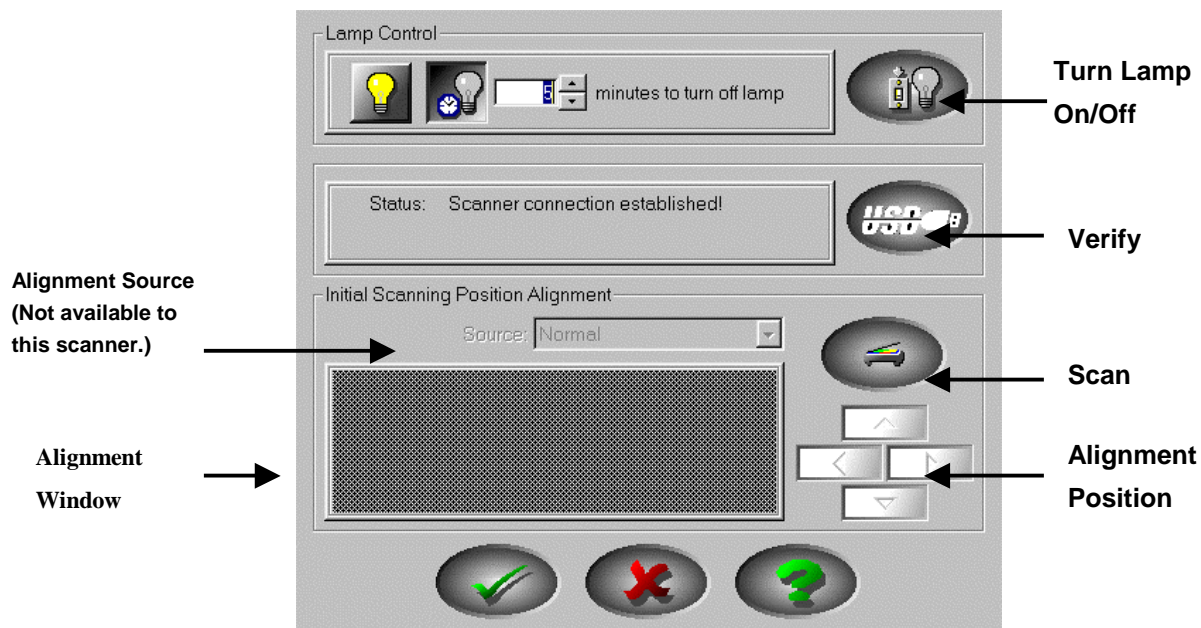 Lamp Control
5 minutes to turn off lamp
Turn Lamp
On/Off
Status: Scanner connection established!
USB
Verify
Alignment Source
(Not available to
this scanner.)
Initial Scanning Position Alignment
Source: Normal
Scan
Alignment
Window
Alignment
Position